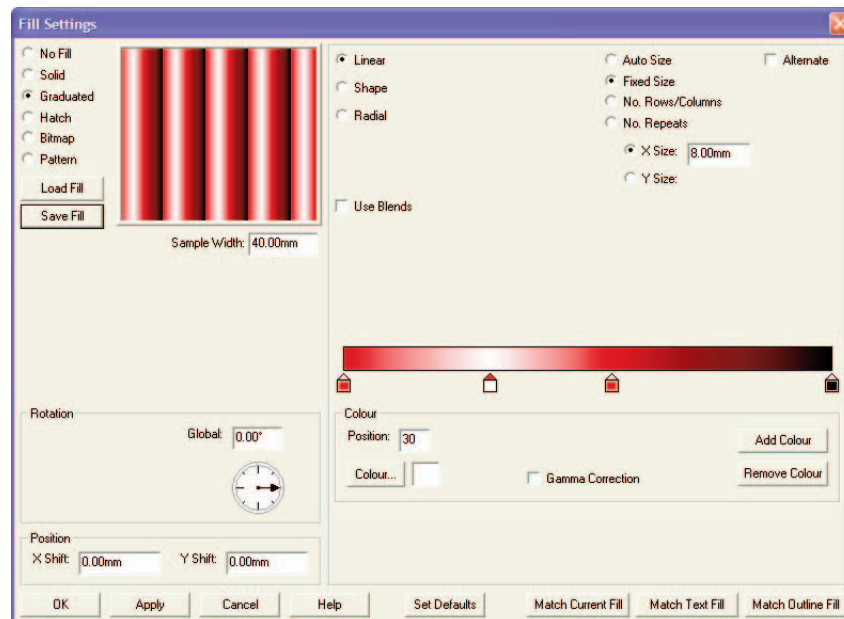 Fill Settings
No Fill
Solid
Graduated
Hatch
Bitmap
Pattern
Load Fill
Save Fill
Sample Width: 40.00mm
Linear
Shape
Radial
Use Blends
Auto Size
Fixed Size
No. Rows/Columns
No. Repeats
X Size: 8.00mm
Y Size:
Alternate
Rotation
Global: 0.00°
Position
X Shift: 0.00mm Y Shift: 0.00mm
Colour
Position: 30
Colour...
Gamma Correction
Add Colour
Remove Colour
OK Apply Cancel Help Set Defaults Match Current Fill Match Text Fill Match Outline Fill